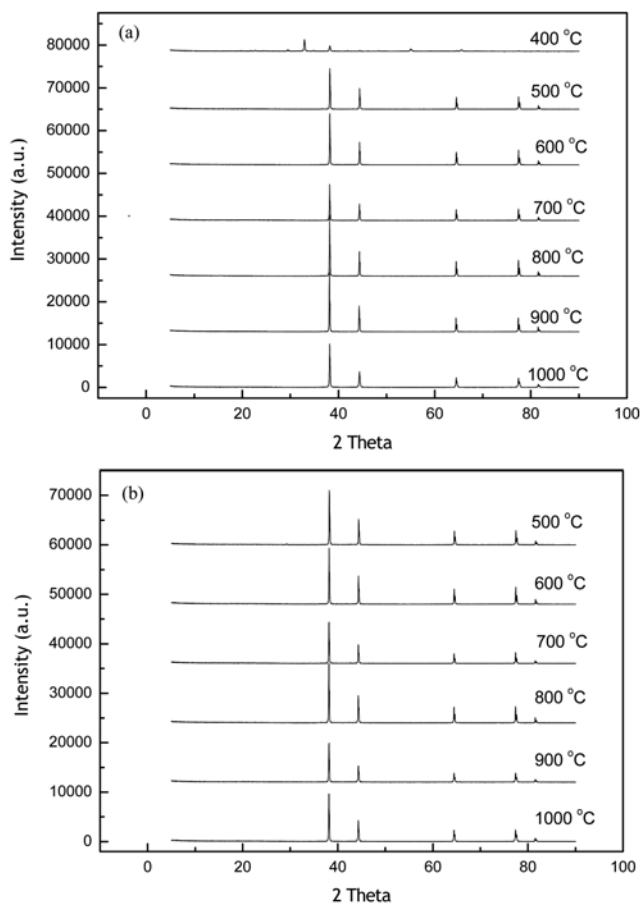 (a)
80000
70000
60000
50000
40000
30000
20000
10000
0
Intensity (a.u.)
400 °C
500 °C
600 °C
700 °C
800 °C
900 °C
1000 °C
0 20 40 60 80 100
2 Theta
(b)
70000
60000
50000
40000
30000
20000
10000
0
Intensity (a.u.)
500 °C
600 °C
700 °C
800 °C
900 °C
1000 °C
0 20 40 60 80 100
2 Theta